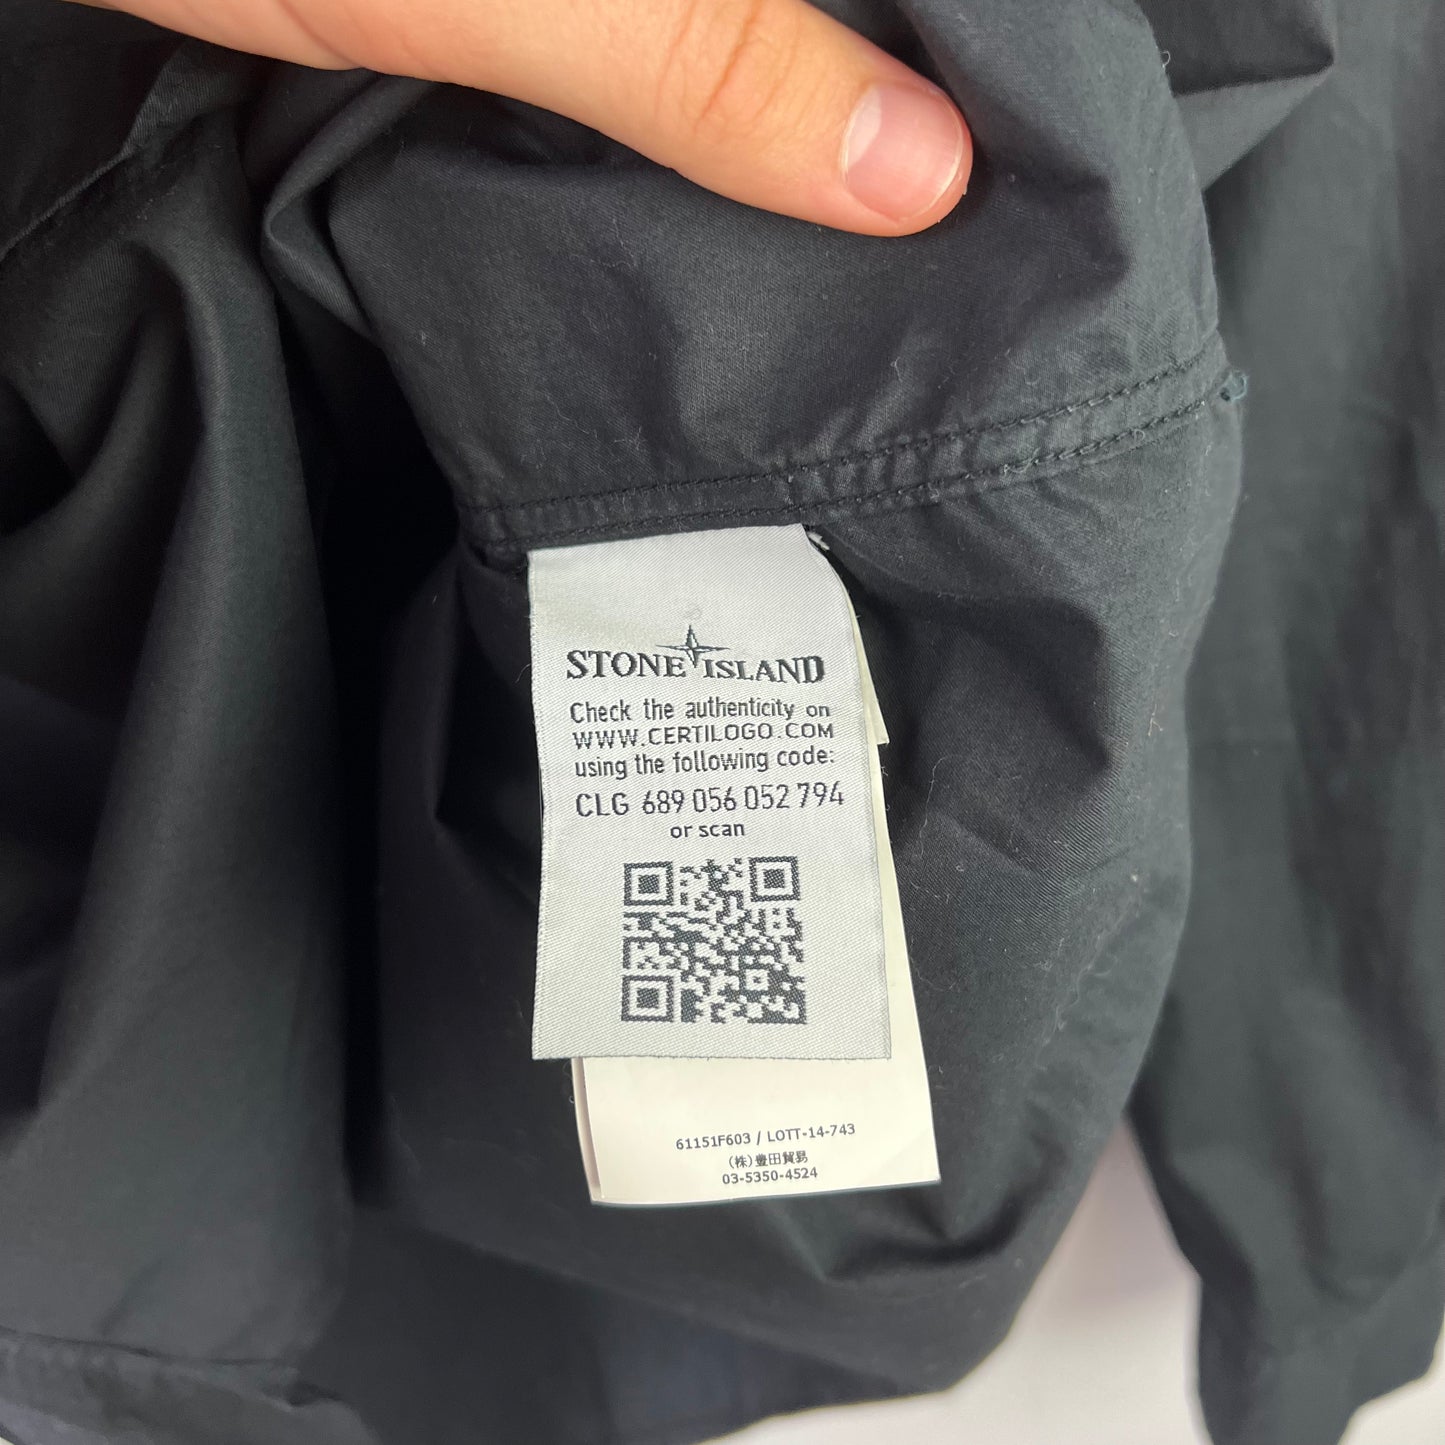 STONE ISLAND
Check the authenticity on
WWW.CERTILOGO.COM
using the following code:
CLG 689 056 052 794
or scan
61151F603 / LOTT-14-743
(株)豊田貿易
03-5350-4524